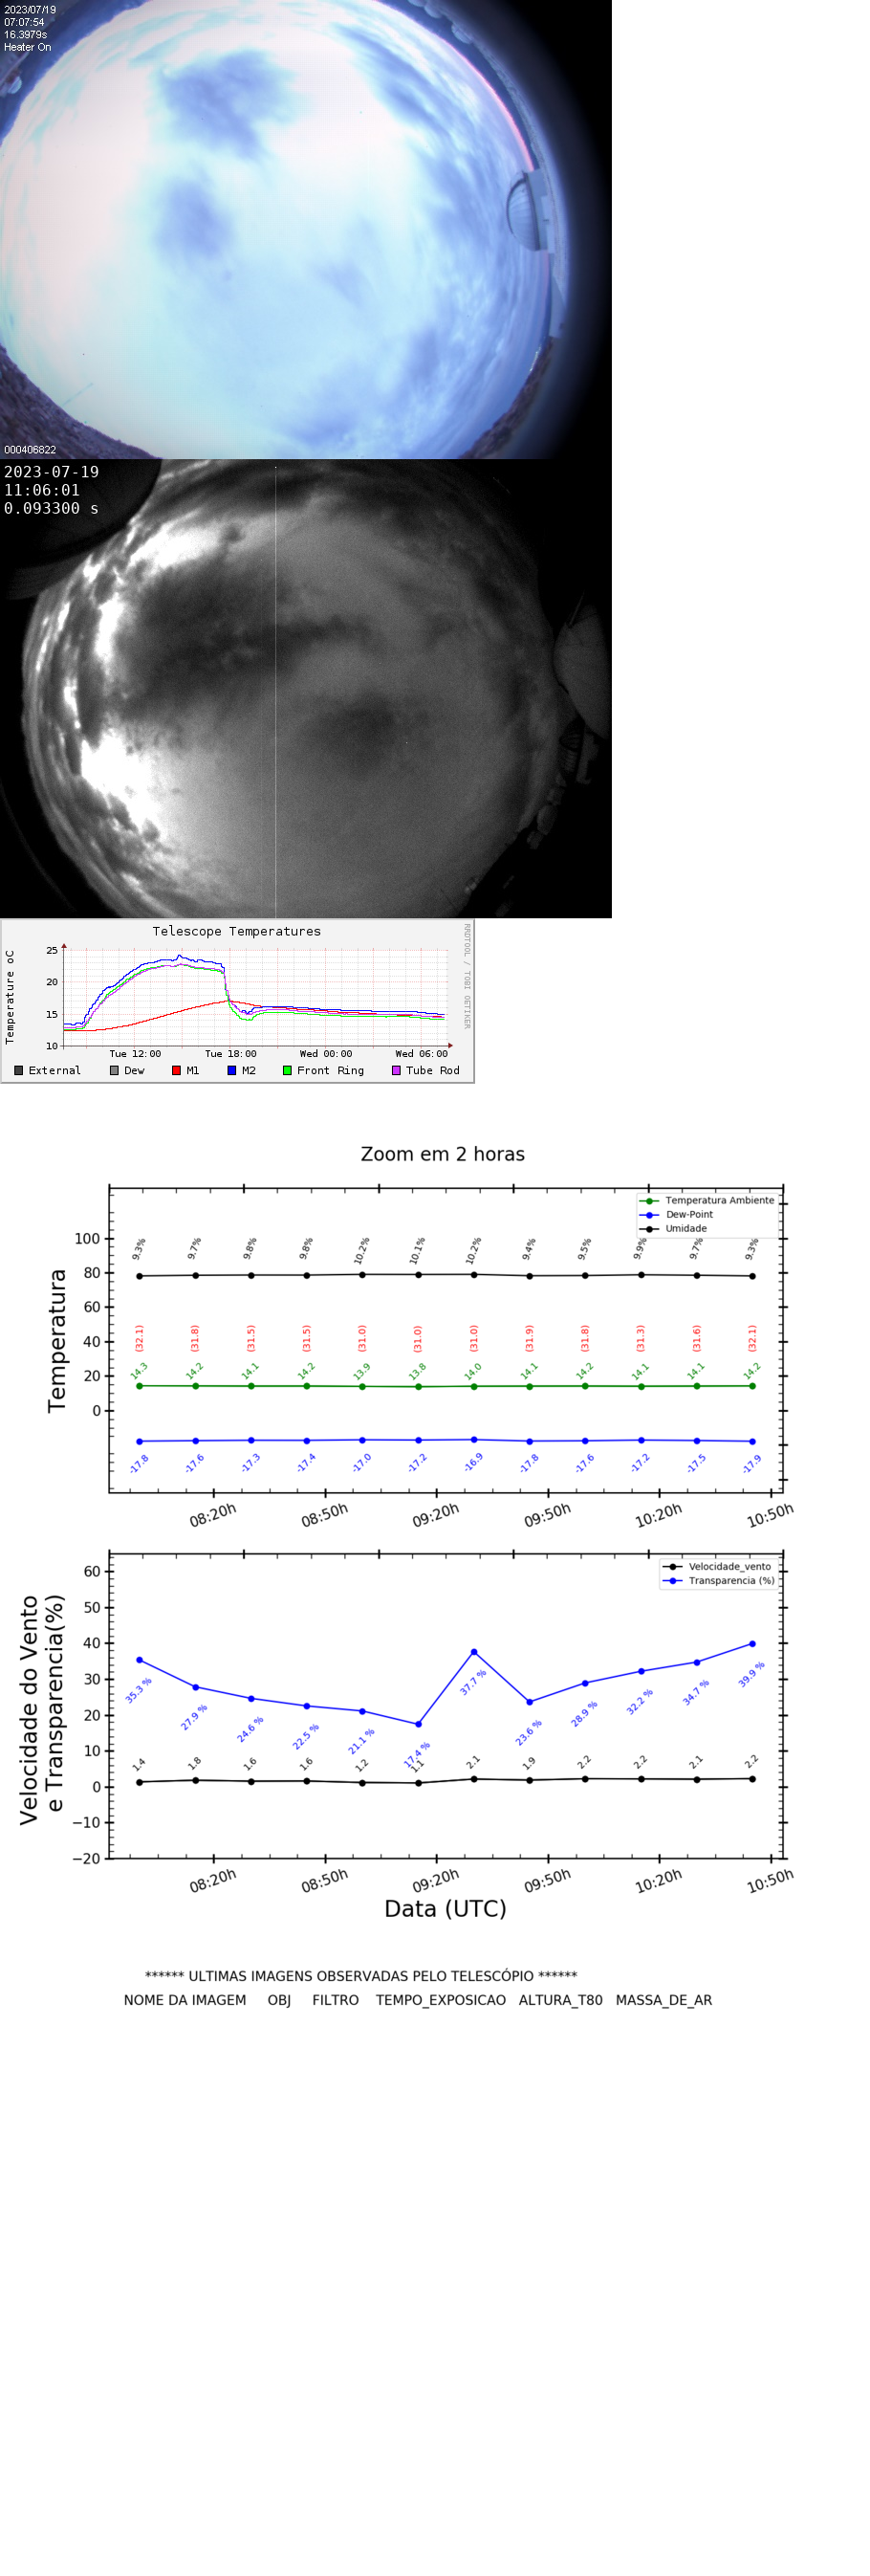 2023/07/19
07:07:54
16.3979s
Heater On
000406822
2023-07-19
11:06:01
0.093300 s
Telescope Temperatures
RRDTOOL / TOBI OETIKER
Temperature oC
25
20
15
10
Tue 12:00 Tue 18:00 Wed 00:00 Wed 06:00
External Dew M1 M2 Front Ring Tube Rod
Zoom em 2 horas
Temperatura Ambiente
Dew-Point
Umidade
Temperatura
100
80
60
40
20
0
9.3% 9.7% 9.8% 9.8% 10.2% 10.1% 10.2% 9.4% 9.5% 9.9% 9.7% 9.3%
(32.1) (31.8) (31.5) (31.5) (31.0) (31.0) (31.0) (31.9) (31.8) (31.3) (31.6) (32.1)
14.3 14.2 14.1 14.2 13.9 13.8 14.0 14.1 14.2 14.1 14.1 14.2
-17.8 -17.6 -17.3 -17.4 -17.0 -17.2 -16.9 -17.8 -17.6 -17.2 -17.5 -17.9
08:20h 08:50h 09:20h 09:50h 10:20h 10:50h
Velocidade_vento
Transparencia (%)
Velocidade do Vento
e Transparencia(%)
60
50
40
30
20
10
0
−10
−20
35.3 % 27.9 % 24.6 % 22.5 % 21.1 % 17.4 % 37.7 % 23.6 % 28.9 % 32.2 % 34.7 % 39.9 %
1.4 1.8 1.6 1.6 1.2 1.1 2.1 1.9 2.2 2.2 2.1 2.2
08:20h 08:50h 09:20h 09:50h 10:20h 10:50h
Data (UTC)
****** ULTIMAS IMAGENS OBSERVADAS PELO TELESCÓPIO ******
NOME DA IMAGEM OBJ FILTRO TEMPO_EXPOSICAO ALTURA_T80 MASSA_DE_AR